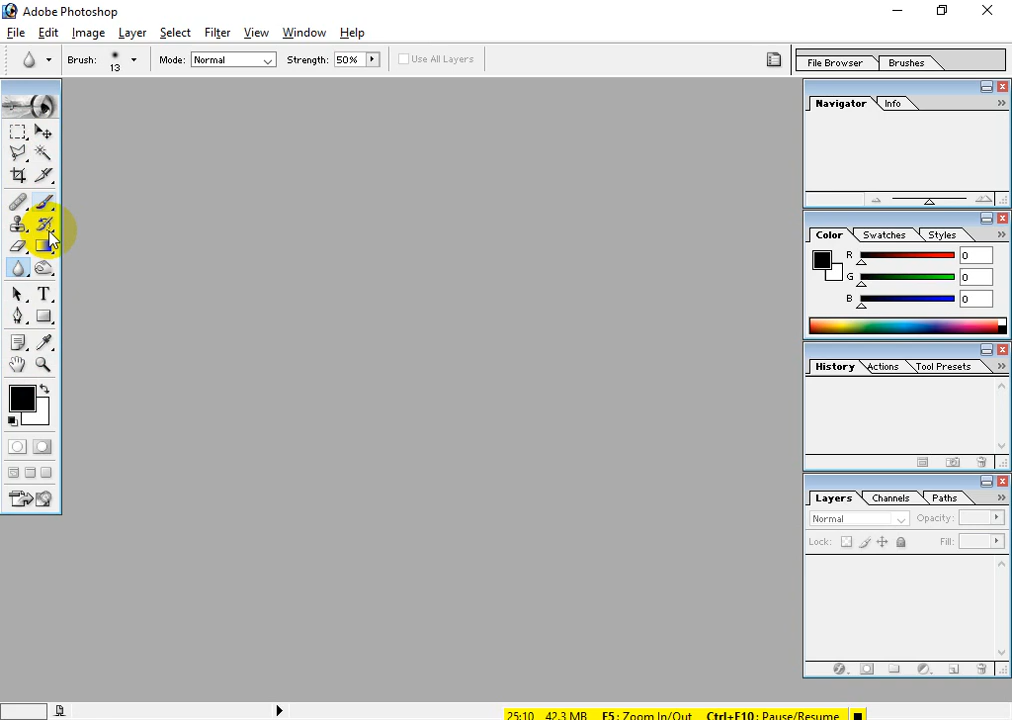 Adobe Photoshop
File Edit Image Layer Select Filter View Window Help
Brush: 13 Mode: Normal Strength: 50% Use All Layers File Browser Brushes
Navigator Info
Color Swatches Styles
R 0
G 0
B 0
History Actions Tool Presets
Layers Channels Paths
Normal Opacity:
Lock: Fill:
T
25:10 42.3 MB F5: Zoom In/Out Ctrl+F10: Pause/Resume